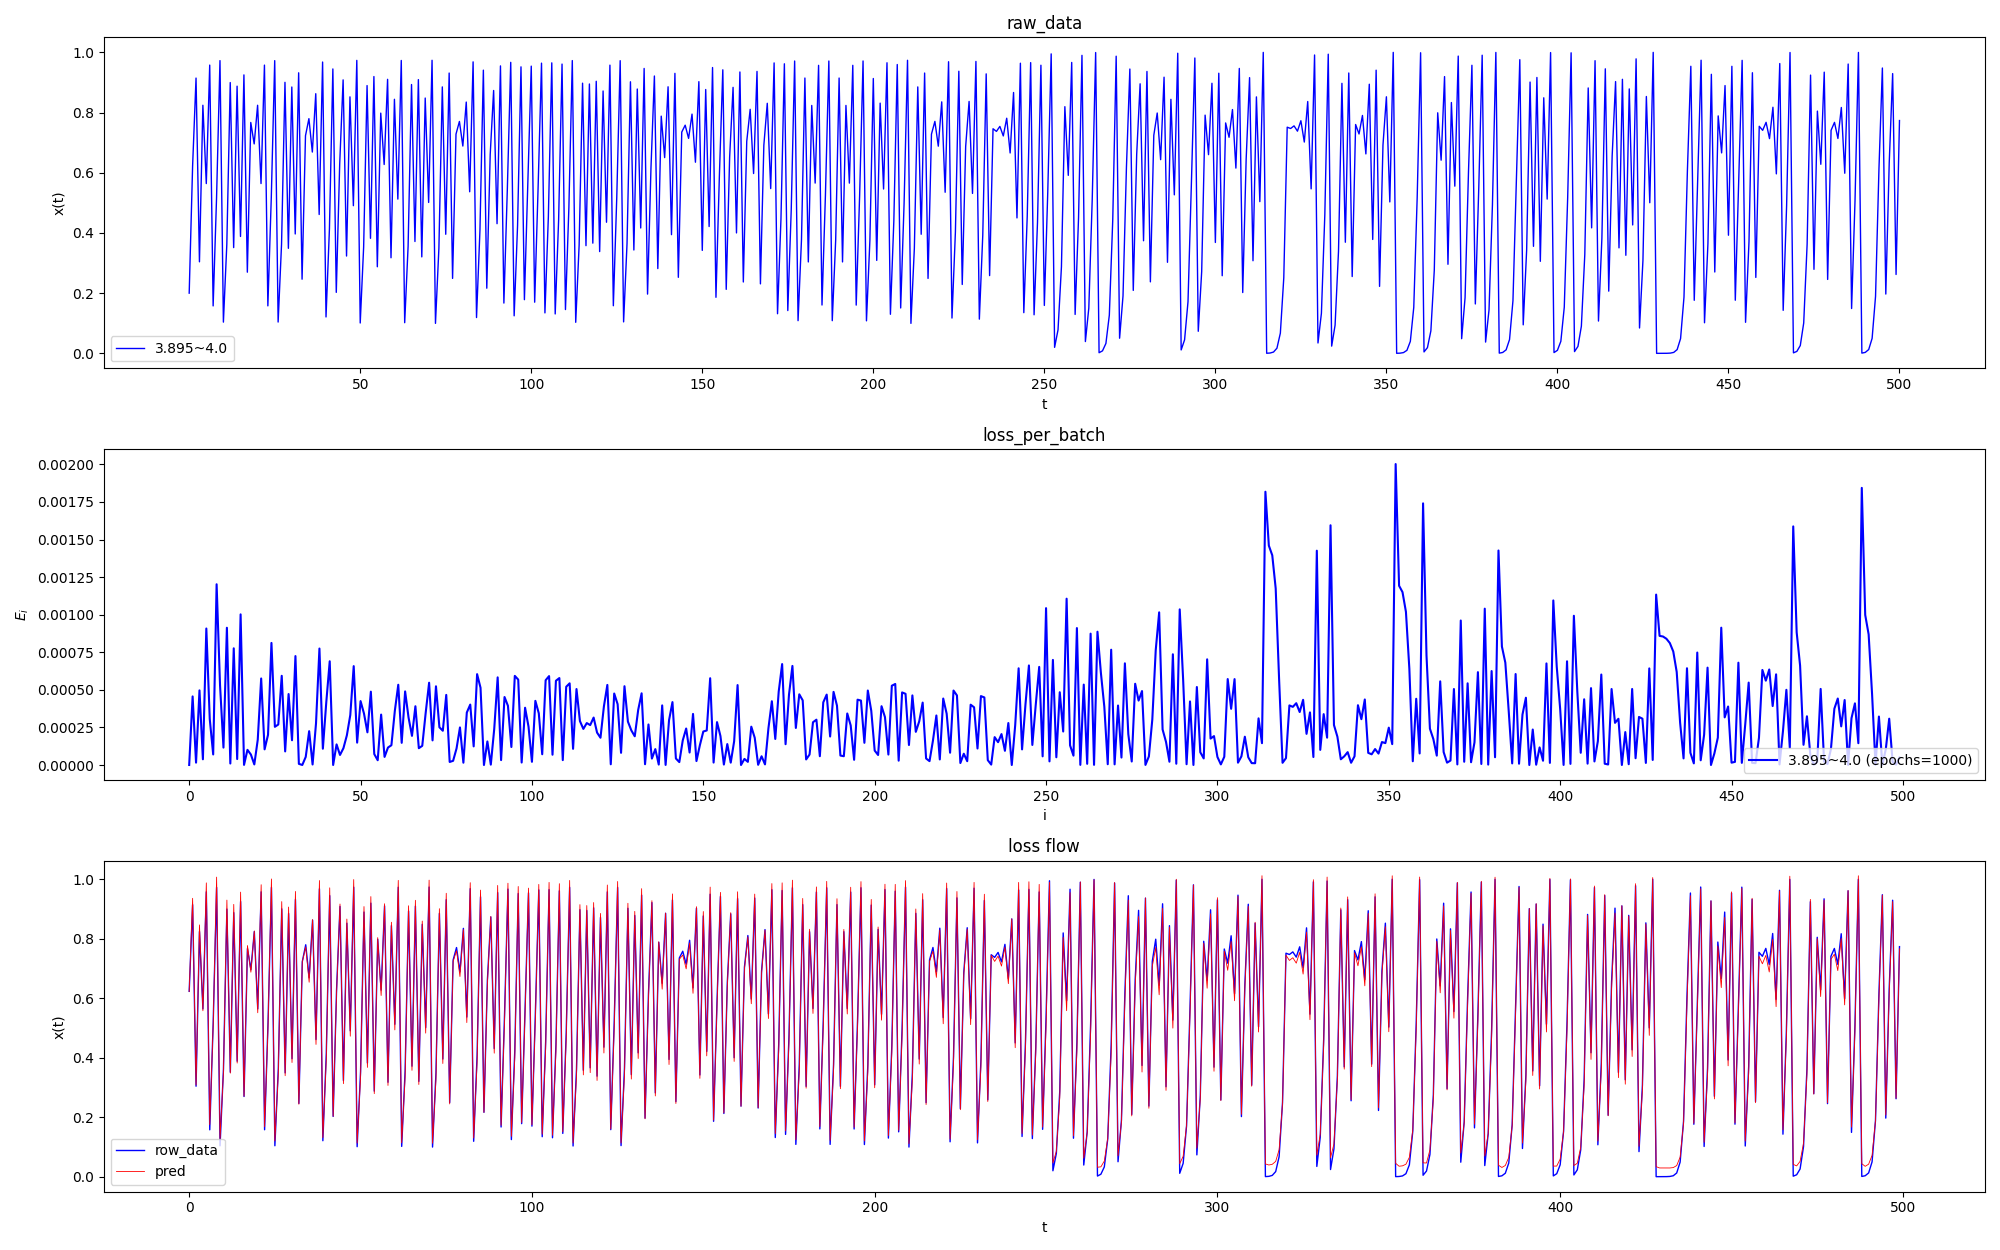 raw_data
x(t)
1.0
0.8
0.6
0.4
0.2
0.0
3.895~4.0
50 100 150 200 250 300 350 400 450 500
t
loss_per_batch
E_i
0.00200
0.00175
0.00150
0.00125
0.00100
0.00075
0.00050
0.00025
0.00000
3.895~4.0 (epochs=1000)
0 50 100 150 200 250 300 350 400 450 500
i
loss flow
x(t)
1.0
0.8
0.6
0.4
0.2
0.0
row_data
pred
0 100 200 300 400 500
t